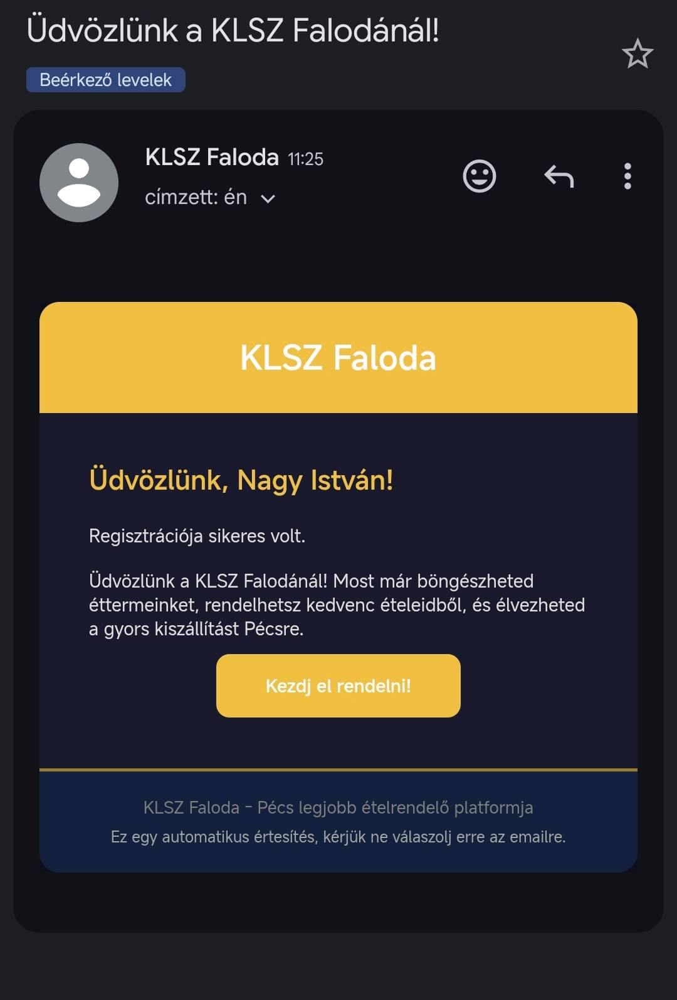 Üdvözlünk a KLSZ Falodánál!
Beérkező levelek
KLSZ Faloda 11:25
címzett: én
KLSZ Faloda
Üdvözlünk, Nagy István!
Regisztrációja sikeres volt.
Üdvözlünk a KLSZ Falodánál! Most már böngészheted
éttermeinket, rendelhetsz kedvenc ételeidből, és élvezheted
a gyors kiszállítást Pécsre.
Kezdj el rendelni!
KLSZ Faloda - Pécs legjobb ételrendelő platformja
Ez egy automatikus értesítés, kérjük ne válaszolj erre az emailre.